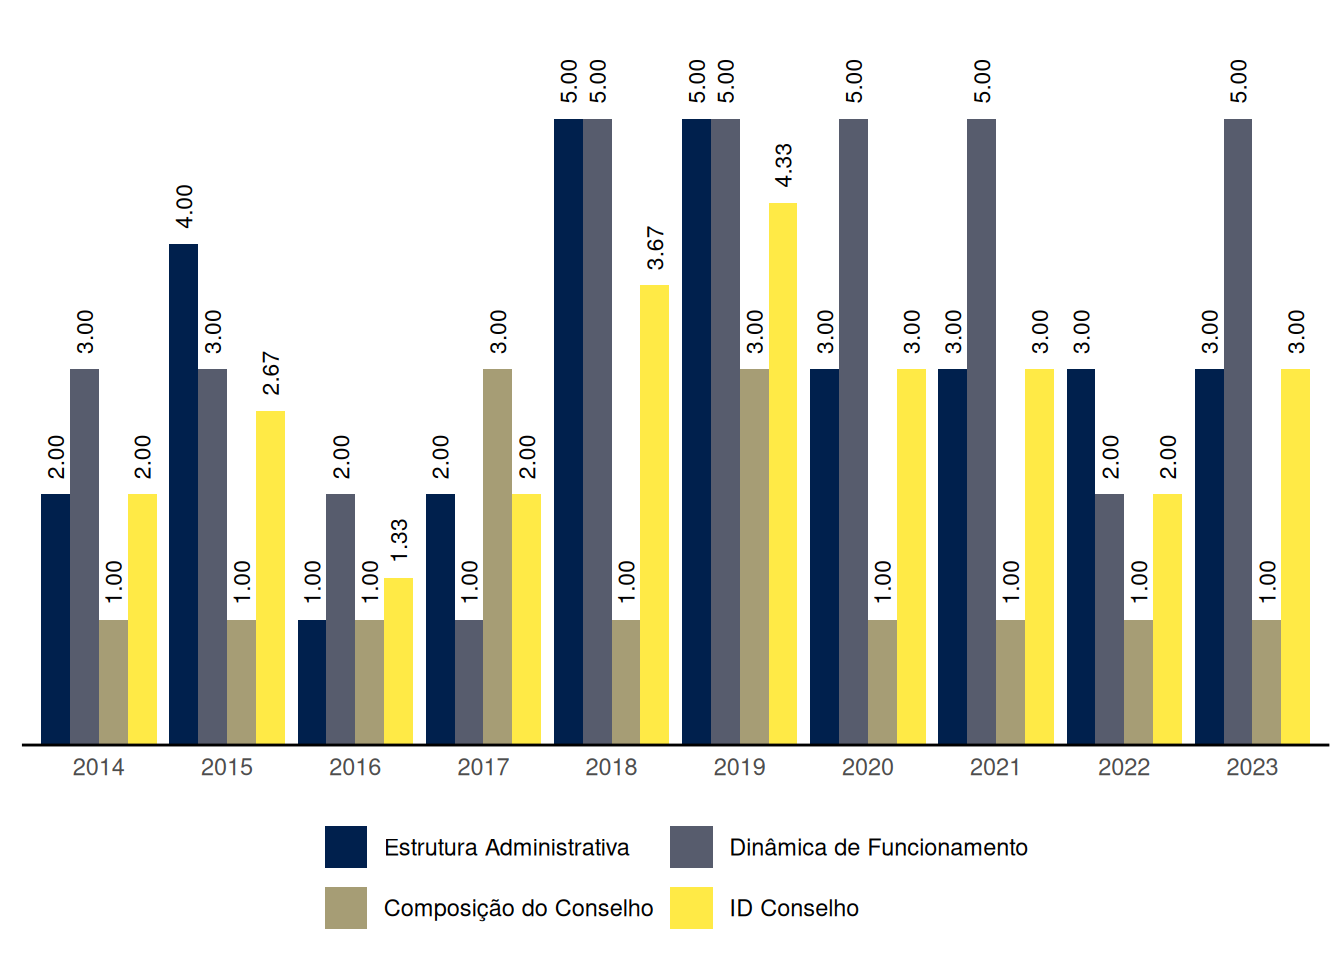 5.00 5.00 5.00 5.00 5.00 5.00 5.00
4.33
4.00
3.67
3.00 3.00 3.00 3.00 3.00 3.00 3.00 3.00 3.00 3.00 3.00
2.67
2.00 2.00 2.00 2.00 2.00 2.00 2.00
1.33
1.00 1.00 1.00 1.00 1.00 1.00 1.00 1.00 1.00 1.00
2014 2015 2016 2017 2018 2019 2020 2021 2022 2023
Estrutura Administrativa Dinâmica de Funcionamento
Composição do Conselho ID Conselho